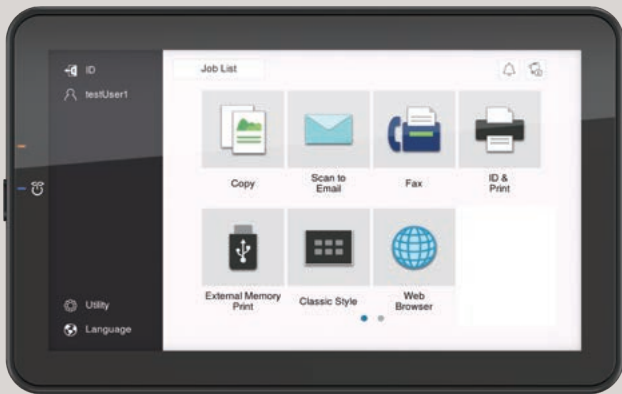 ID
testUser1
Utility
Language
Job List
Copy
Scan to
Email
Fax
ID &
Print
External Memory
Print
Classic Style
Web
Browser